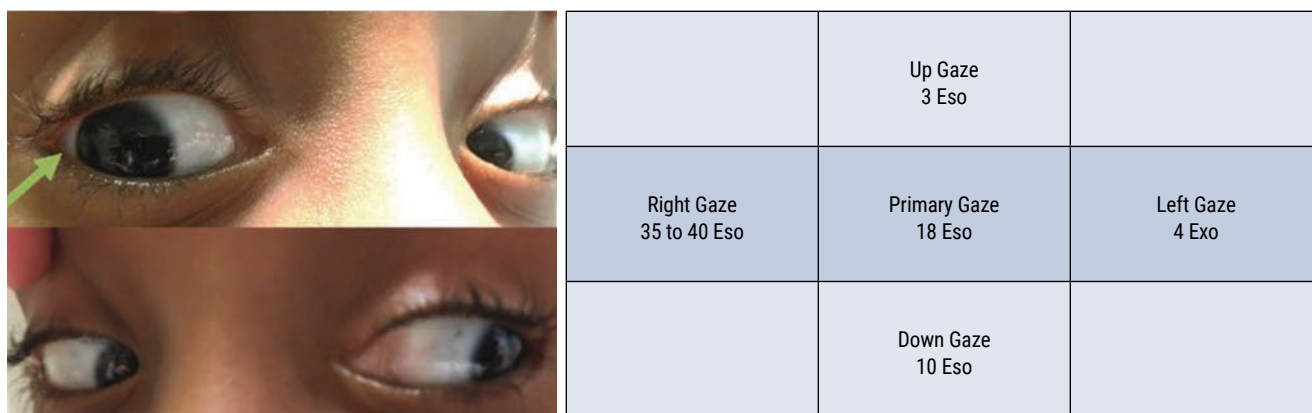 Up Gaze
3 Eso
Right Gaze
35 to 40 Eso
Primary Gaze
18 Eso
Left Gaze
4 Exo
Down Gaze
10 Eso